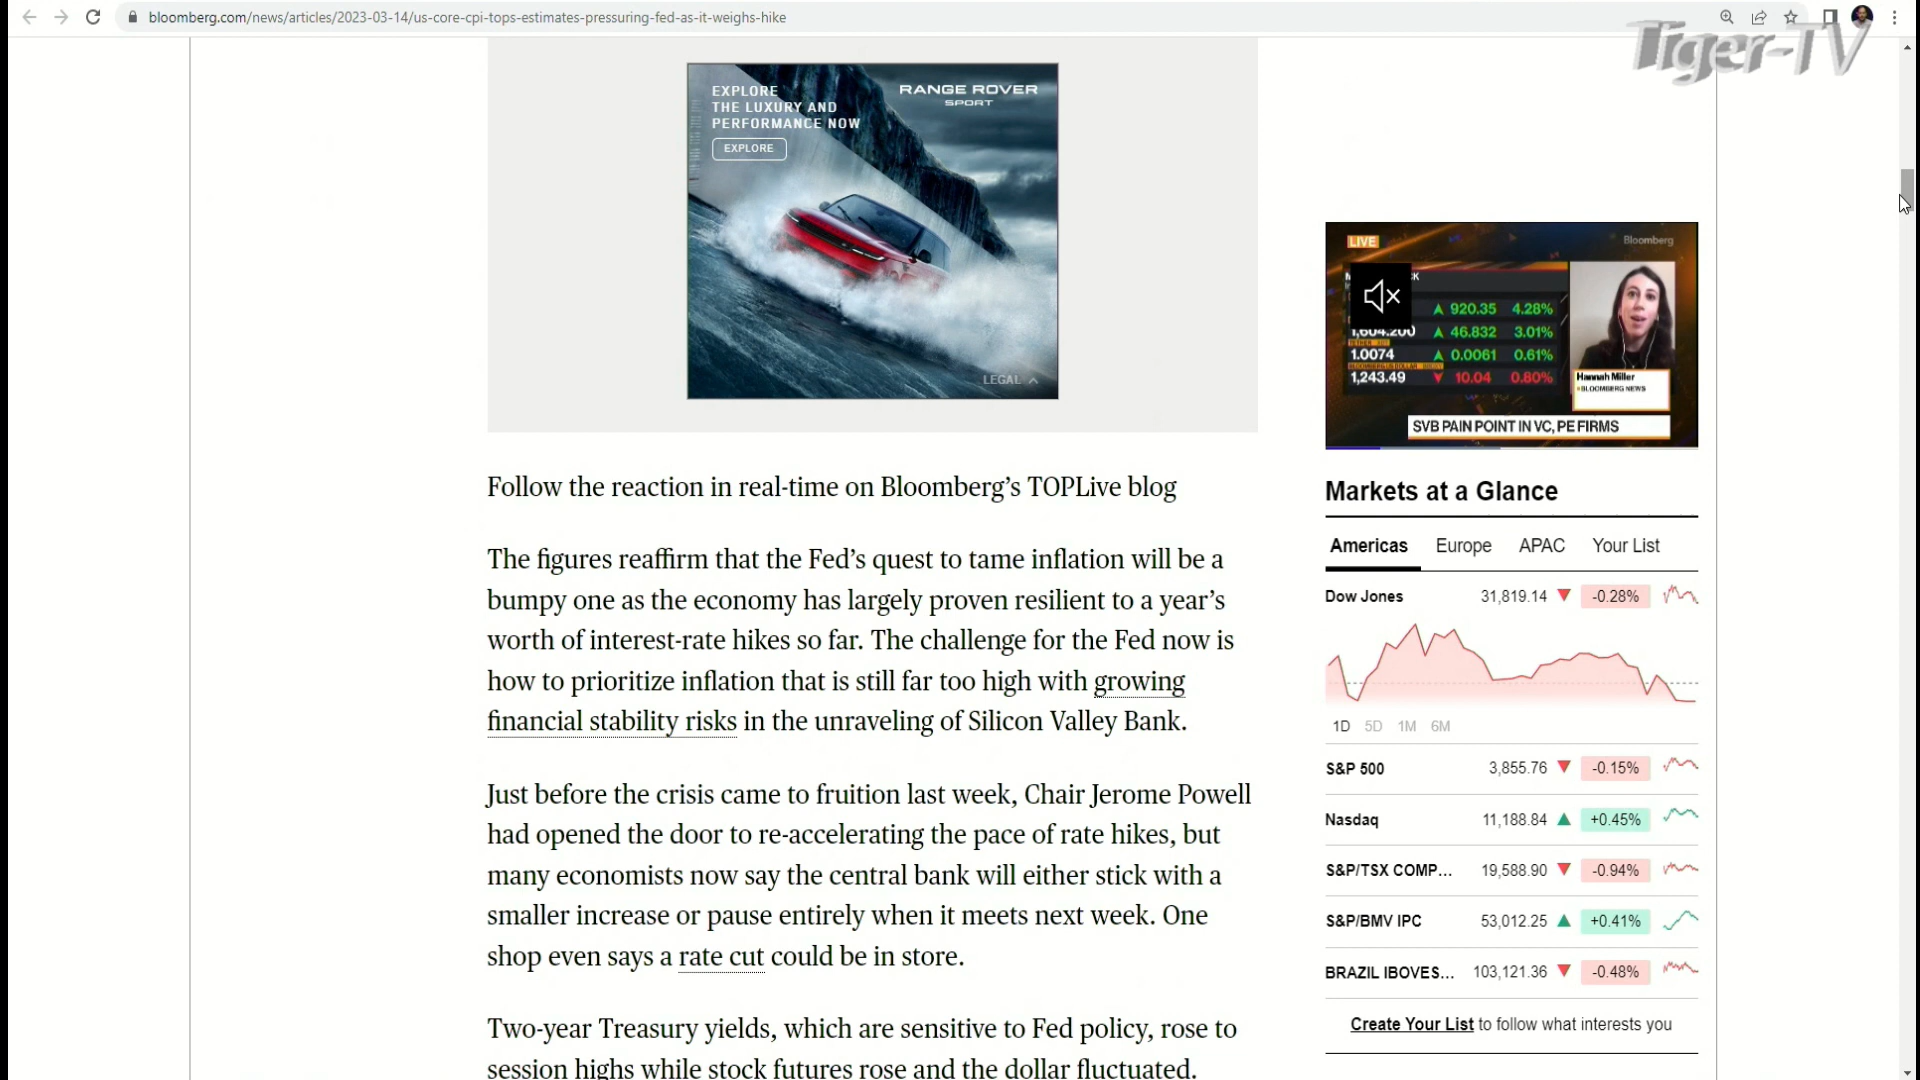 bloomberg.com/news/articles/2023-03-14/us-core-cpi-tops-estimates-pressuring-fed-as-it-weighs-hike
Tiger-TV
EXPLORE
THE LUXURY AND
PERFORMANCE NOW
EXPLORE
RANGE ROVER
SPORT
LEGAL
Follow the reaction in real-time on Bloomberg’s TOPLive blog
The figures reaffirm that the Fed’s quest to tame inflation will be a
bumpy one as the economy has largely proven resilient to a year’s
worth of interest-rate hikes so far. The challenge for the Fed now is
how to prioritize inflation that is still far too high with growing
financial stability risks in the unraveling of Silicon Valley Bank.
Just before the crisis came to fruition last week, Chair Jerome Powell
had opened the door to re-accelerating the pace of rate hikes, but
many economists now say the central bank will either stick with a
smaller increase or pause entirely when it meets next week. One
shop even says a rate cut could be in store.
Two-year Treasury yields, which are sensitive to Fed policy, rose to
session highs while stock futures rose and the dollar fluctuated.
LIVE
Bloomberg
920.35 4.28%
1,604.200 46.832 3.01%
1.0074 0.0061 0.61%
1,243.49 10.04 0.80%
Hannah Miller
BLOOMBERG NEWS
SVB PAIN POINT IN VC, PE FIRMS
Markets at a Glance
Americas Europe APAC Your List
Dow Jones 31,819.14 -0.28%
1D 5D 1M 6M
S&P 500 3,855.76 -0.15%
Nasdaq 11,188.84 +0.45%
S&P/TSX COMP... 19,588.90 -0.94%
S&P/BMV IPC 53,012.25 +0.41%
BRAZIL IBOVES... 103,121.36 -0.48%
Create Your List to follow what interests you